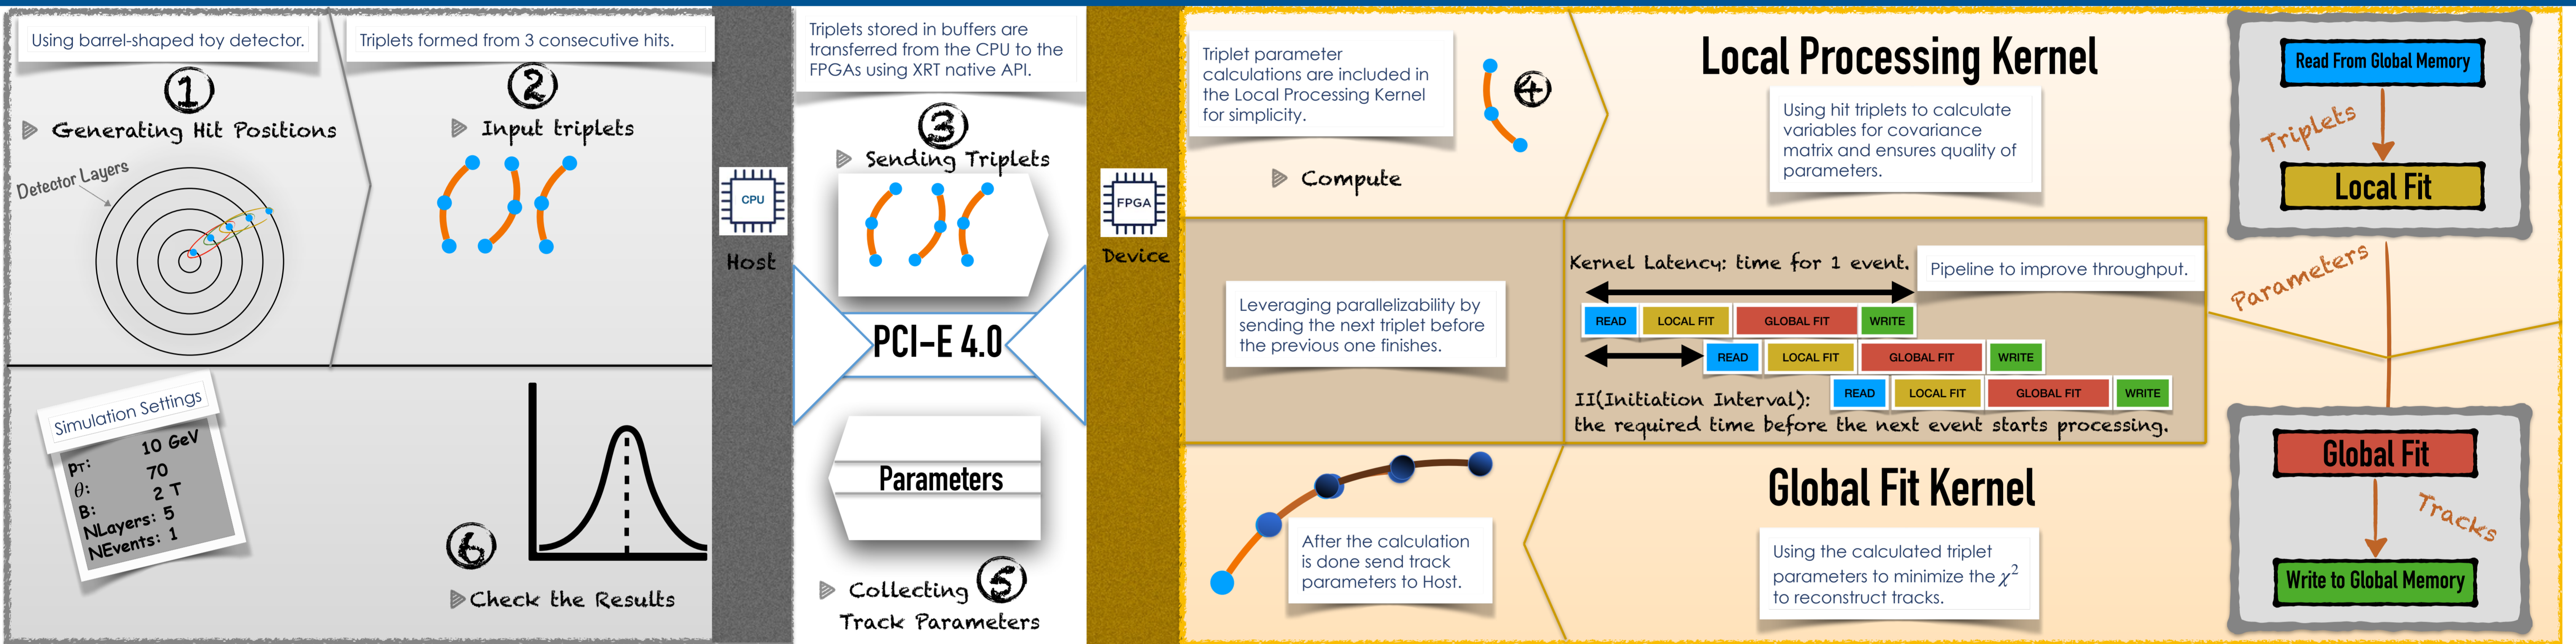 Using barrel-shaped toy detector.
1
Generating Hit Positions
Detector Layers
Triplets formed from 3 consecutive hits.
2
Input triplets
Simulation Settings
pT: 10 GeV
θ: 70
B: 2 T
NLayers: 5
NEvents: 1
6
Check the Results
CPU
Host
Triplets stored in buffers are
transferred from the CPU to the
FPGAs using XRT native API.
3
Sending Triplets
PCI-E 4.0
Parameters
Collecting 5
Track Parameters
FPGA
Device
Triplet parameter
calculations are included in
the Local Processing Kernel
for simplicity.
4
Compute
Local Processing Kernel
Using hit triplets to calculate
variables for covariance
matrix and ensures quality of
parameters.
Read From Global Memory
Triplets
Local Fit
Parameters
Leveraging parallelizability by
sending the next triplet before
the previous one finishes.
Kernel Latency: time for 1 event.
Pipeline to improve throughput.
READ LOCAL FIT GLOBAL FIT WRITE
READ LOCAL FIT GLOBAL FIT WRITE
READ LOCAL FIT GLOBAL FIT WRITE
II(Initiation Interval):
the required time before the next event starts processing.
After the calculation
is done send track
parameters to Host.
Global Fit Kernel
Using the calculated triplet
parameters to minimize the χ²
to reconstruct tracks.
Global Fit
Tracks
Write to Global Memory